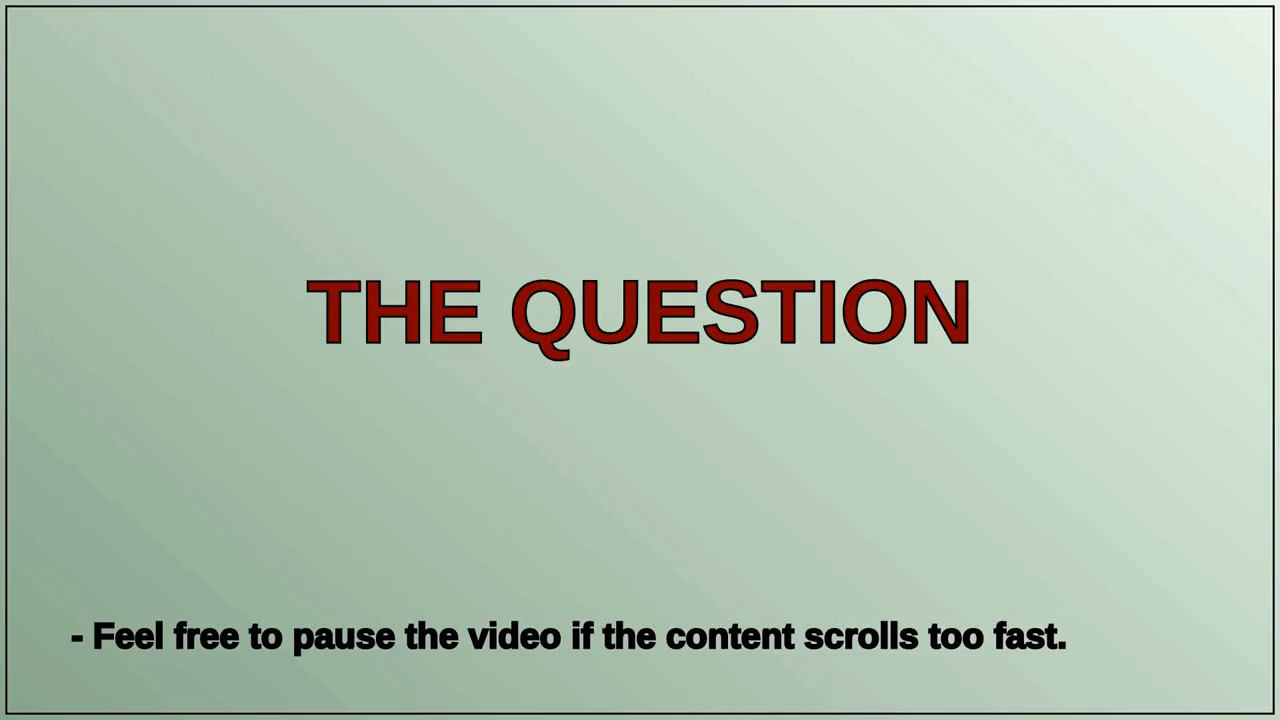 THE QUESTION
- Feel free to pause the video if the content scrolls too fast.